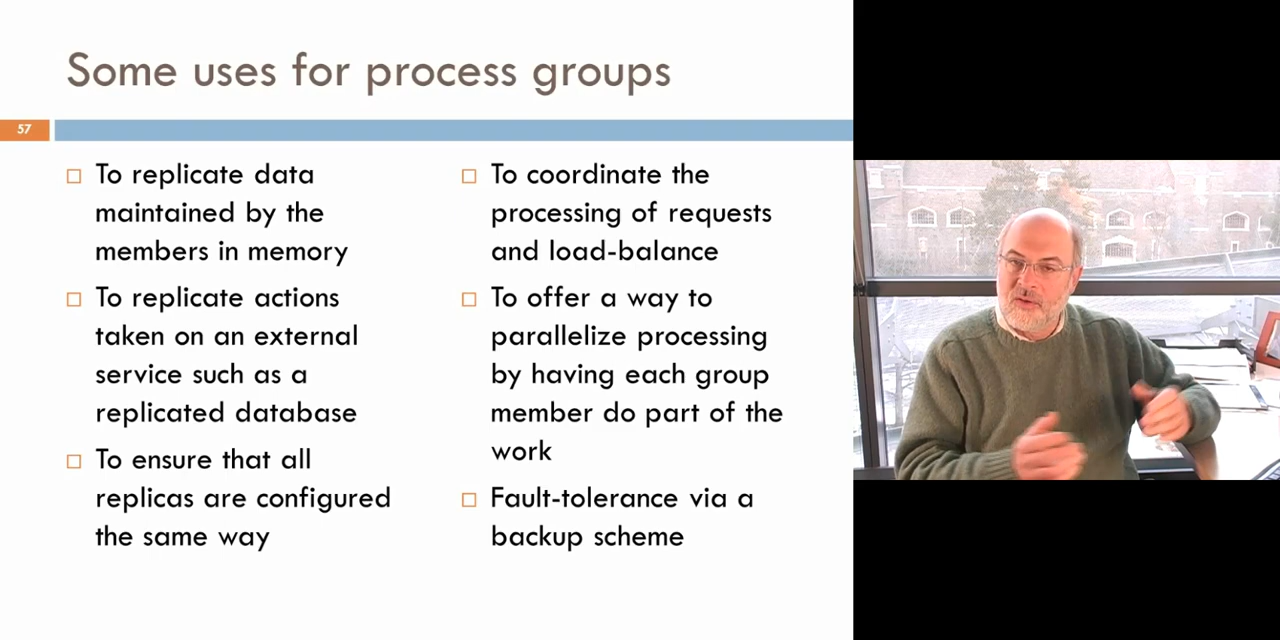 Some uses for process groups
57
To replicate data
maintained by the
members in memory
To replicate actions
taken on an external
service such as a
replicated database
To ensure that all
replicas are configured
the same way
To coordinate the
processing of requests
and load-balance
To offer a way to
parallelize processing
by having each group
member do part of the
work
Fault-tolerance via a
backup scheme